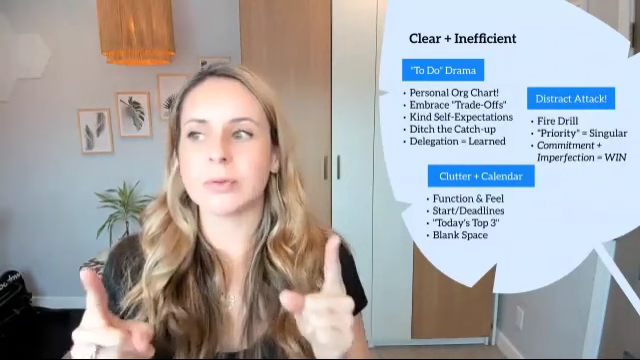 Clear + Inefficient
"To Do" Drama
• Personal Org Chart!
• Embrace "Trade-Offs"
• Kind Self-Expectations
• Ditch the Catch-up
• Delegation = Learned
Distract Attack!
• Fire Drill
• "Priority" = Singular
• Commitment +
Imperfection = WIN
Clutter + Calendar
• Function & Feel
• Start/Deadlines
• "Today's Top 3"
• Blank Space